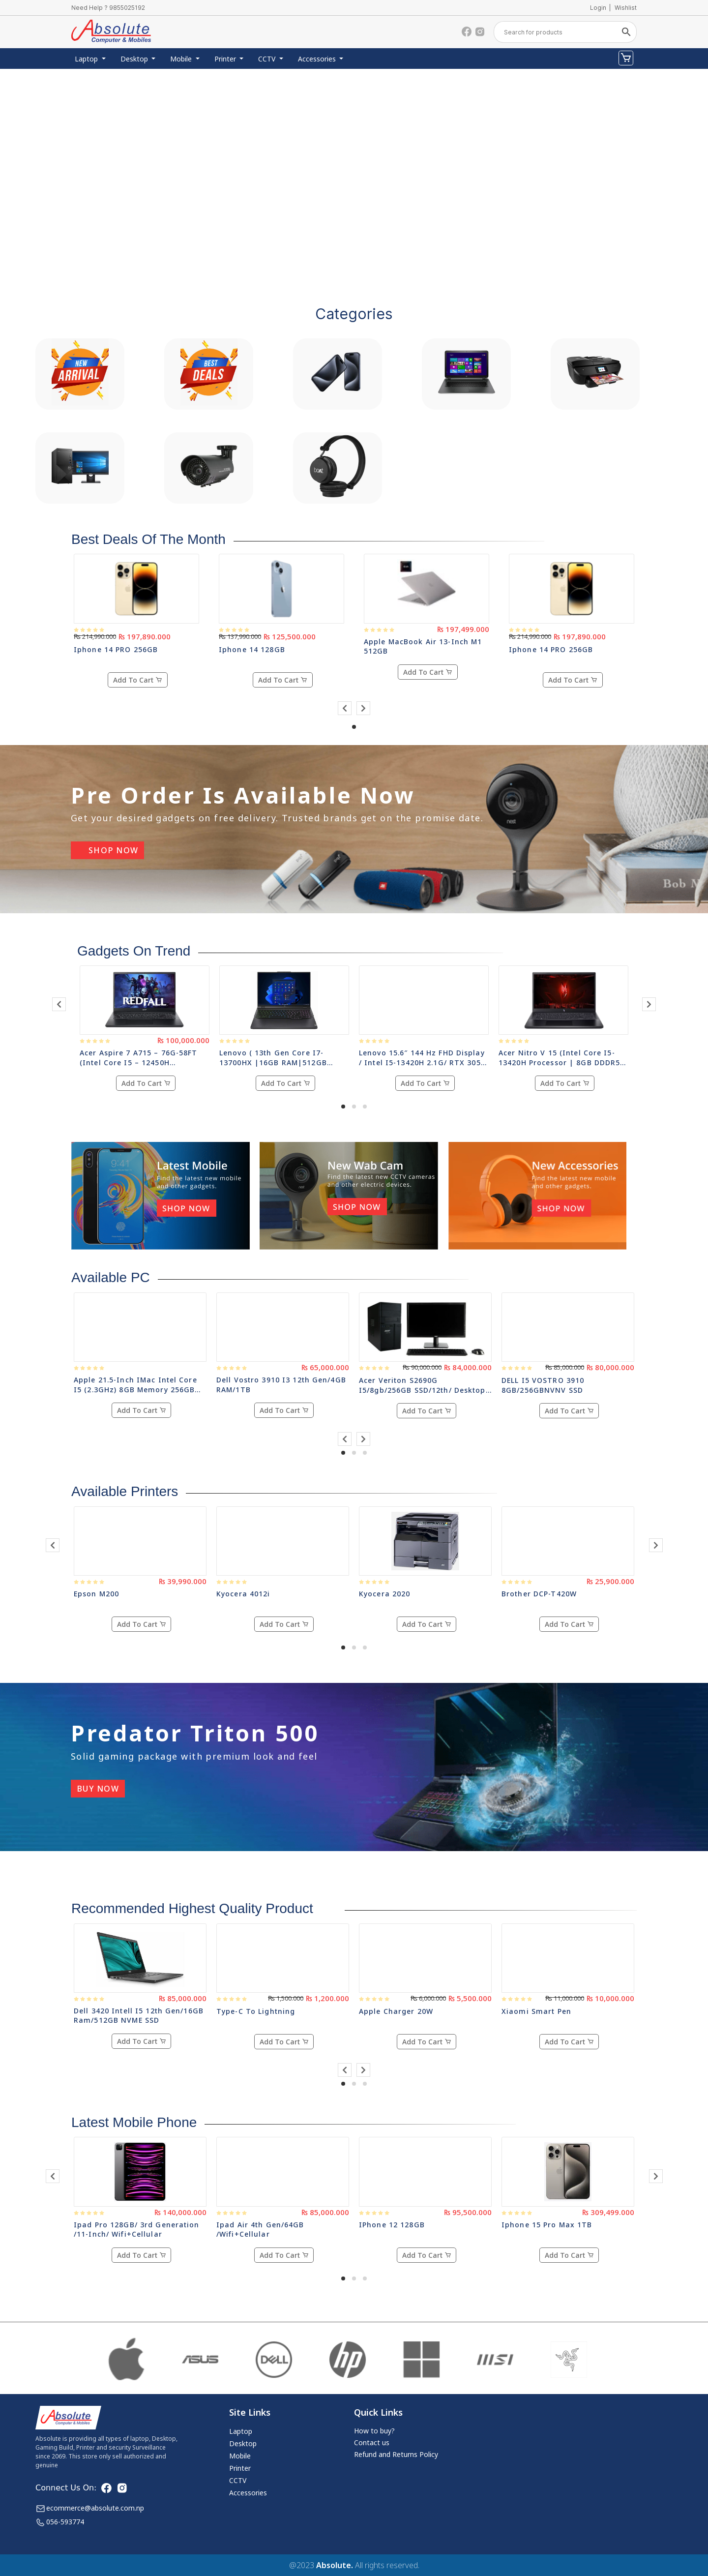 Need Help ? 9855025192
Login | Wishlist
Absolute
Computer & Mobiles
Search for products
Laptop Desktop Mobile Printer CCTV Accessories
Categories
NEW ARRIVAL
BEST DEALS
Best Deals Of The Month
₨ 214,990.000 ₨ 197,890.000
Iphone 14 PRO 256GB
Add To Cart
₨ 137,990.000 ₨ 125,500.000
Iphone 14 128GB
Add To Cart
₨ 197,499.000
Apple MacBook Air 13-Inch M1
512GB
Add To Cart
₨ 214,990.000 ₨ 197,890.000
Iphone 14 PRO 256GB
Add To Cart
Pre Order Is Available Now
Get your desired gadgets on free delivery. Trusted brands get on the promise date.
SHOP NOW
nest
JBL
Bob M
Gadgets On Trend
REDFALL
₨ 100,000.000
Acer Aspire 7 A715 – 76G-58FT
(Intel Core I5 – 12450H...
Add To Cart
Lenovo ( 13th Gen Core I7-
13700HX |16GB RAM|512GB...
Add To Cart
Lenovo 15.6" 144 Hz FHD Display
/ Intel I5-13420H 2.1G/ RTX 305...
Add To Cart
Acer Nitro V 15 (Intel Core I5-
13420H Processor | 8GB DDDR5...
Add To Cart
Latest Mobile
Find the latest new mobile
and other gadgets.
SHOP NOW
New Wab Cam
Find the latest new CCTV cameras
and other electric devices.
SHOP NOW
New Accessories
Find the latest new mobile
and other gadgets.
SHOP NOW
Available PC
Apple 21.5-Inch IMac Intel Core
I5 (2.3GHz) 8GB Memory 256GB...
Add To Cart
₨ 65,000.000
Dell Vostro 3910 I3 12th Gen/4GB
RAM/1TB
Add To Cart
₨ 90,000.000 ₨ 84,000.000
Acer Veriton S2690G
I5/8gb/256GB SSD/12th/ Desktop...
Add To Cart
₨ 85,000.000 ₨ 80,000.000
DELL I5 VOSTRO 3910
8GB/256GBNVNV SSD
Add To Cart
Available Printers
₨ 39,990.000
Epson M200
Add To Cart
Kyocera 4012i
Add To Cart
Kyocera 2020
Add To Cart
₨ 25,900.000
Brother DCP-T420W
Add To Cart
Predator Triton 500
Solid gaming package with premium look and feel
BUY NOW
Recommended Highest Quality Product
₨ 85,000.000
Dell 3420 Intell I5 12th Gen/16GB
Ram/512GB NVME SSD
Add To Cart
₨ 1,500.000 ₨ 1,200.000
Type-C To Lightning
Add To Cart
₨ 6,000.000 ₨ 5,500.000
Apple Charger 20W
Add To Cart
₨ 11,000.000 ₨ 10,000.000
Xiaomi Smart Pen
Add To Cart
Latest Mobile Phone
₨ 140,000.000
Ipad Pro 128GB/ 3rd Generation
/11-Inch/ Wifi+Cellular
Add To Cart
₨ 85,000.000
Ipad Air 4th Gen/64GB
/Wifi+Cellular
Add To Cart
₨ 95,500.000
IPhone 12 128GB
Add To Cart
₨ 309,499.000
Iphone 15 Pro Max 1TB
Add To Cart
ASUS
DELL
hp
msi
Absolute
Computer & Mobiles
Absolute is providing all types of laptop, Desktop,
Gaming Build, Printer and security Surveillance
since 2069. This store only sell authorized and
genuine
Connect Us On:
ecommerce@absolute.com.np
056-593774
Site Links
Laptop
Desktop
Mobile
Printer
CCTV
Accessories
Quick Links
How to buy?
Contact us
Refund and Returns Policy
@2023 Absolute. All rights reserved.